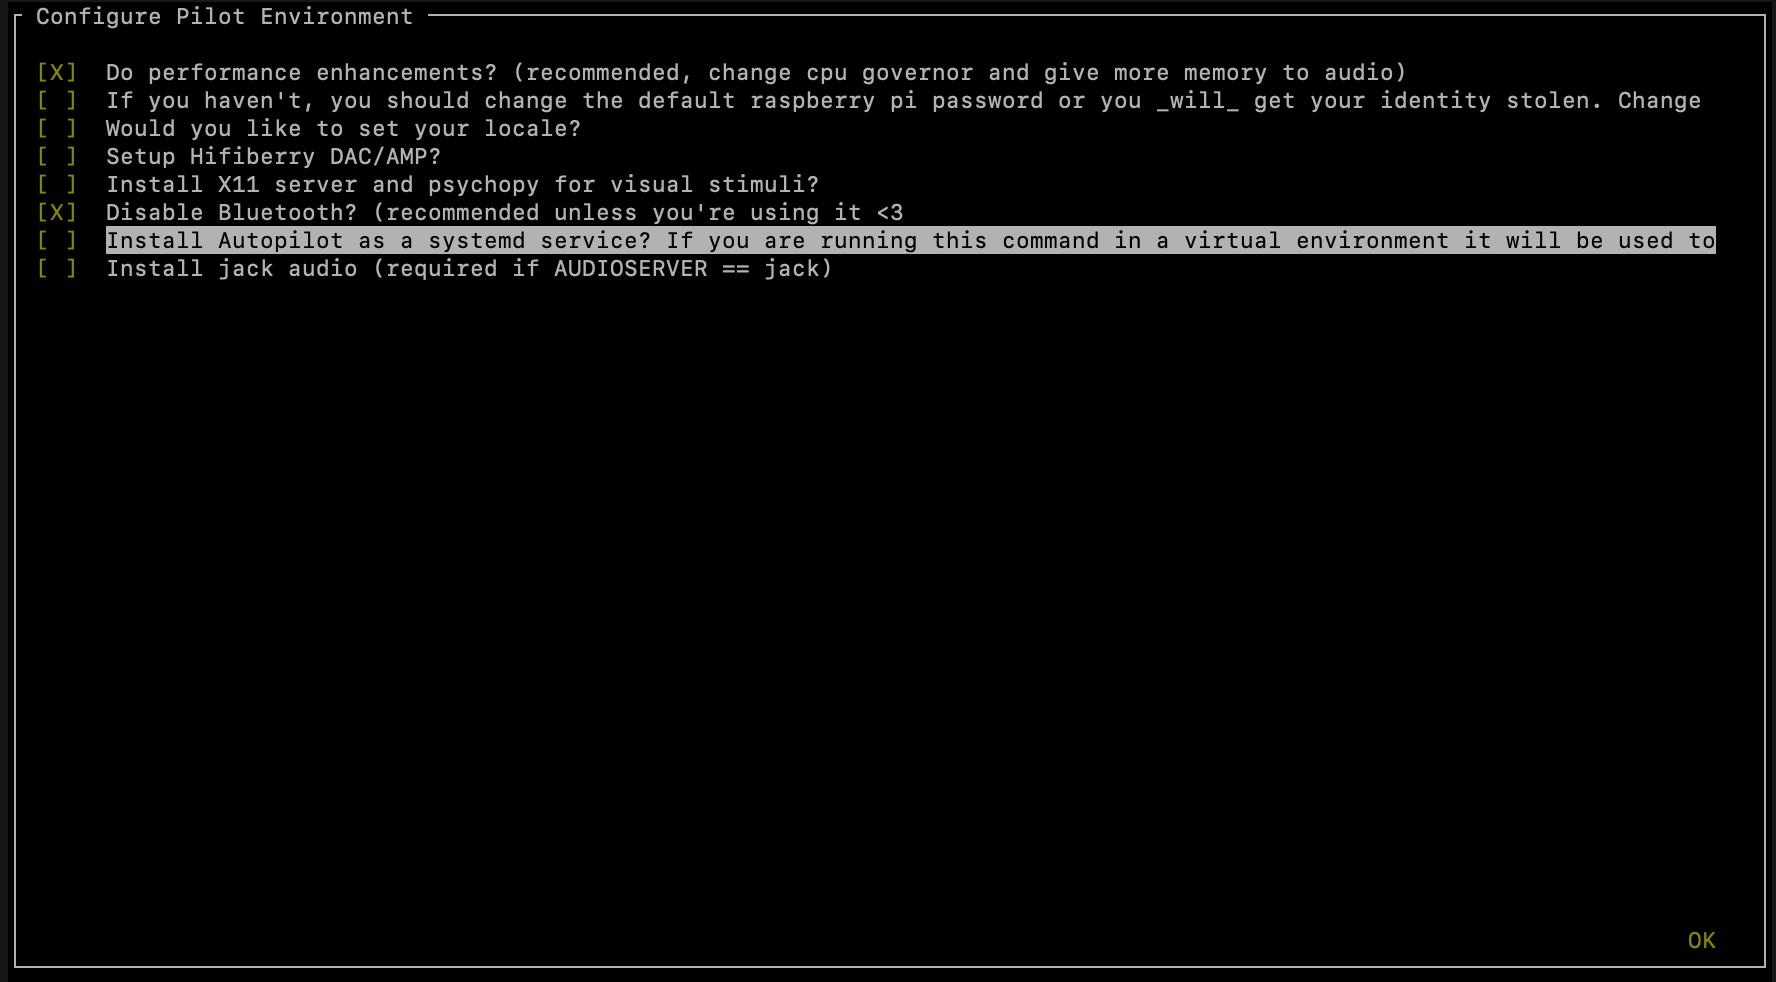 Configure Pilot Environment
[X] Do performance enhancements? (recommended, change cpu governor and give more memory to audio)
[ ] If you haven't, you should change the default raspberry pi password or you _will_ get your identity stolen. Change
[ ] Would you like to set your locale?
[ ] Setup Hifiberry DAC/AMP?
[ ] Install X11 server and psychopy for visual stimuli?
[X] Disable Bluetooth? (recommended unless you're using it <3
[ ] Install Autopilot as a systemd service? If you are running this command in a virtual environment it will be used to
[ ] Install jack audio (required if AUDIOSERVER == jack)
OK